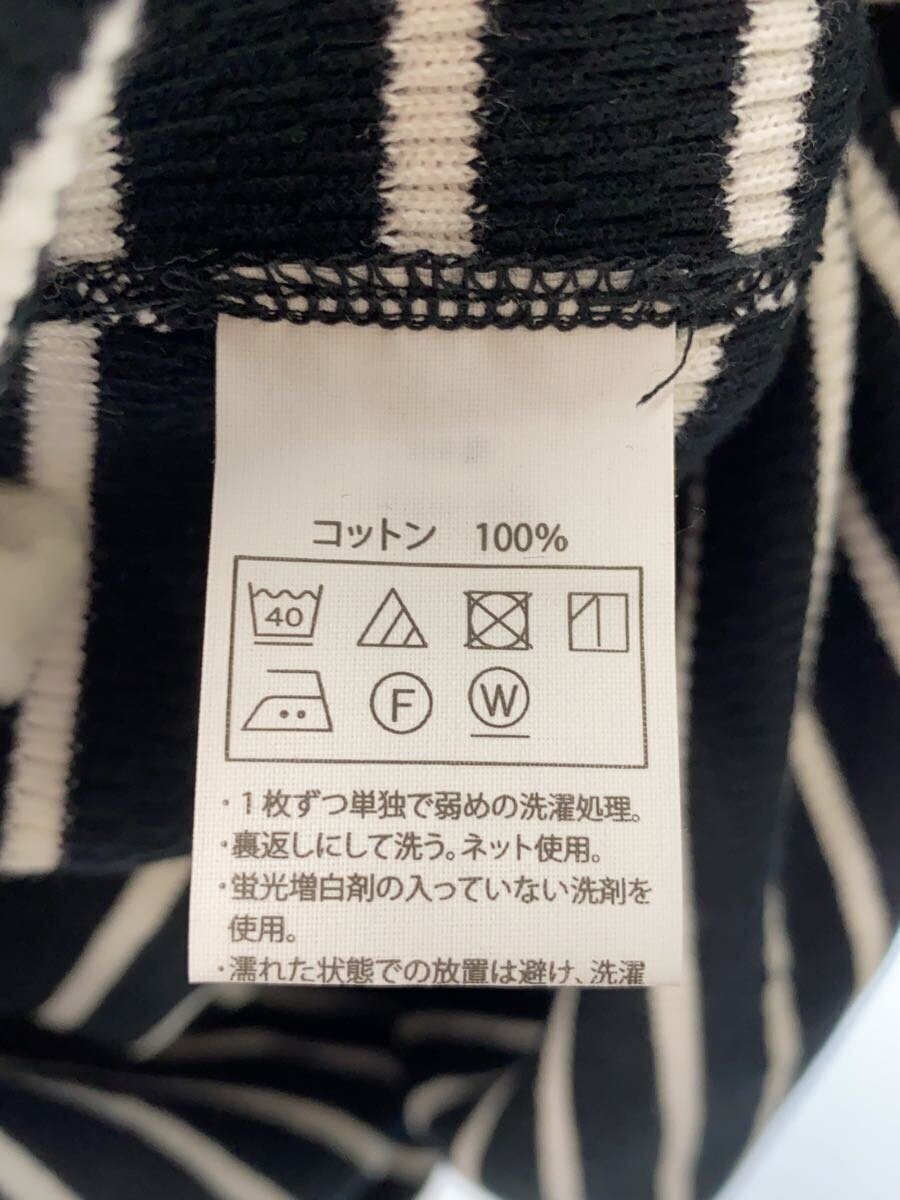 コットン 100%
40
F W
・1枚ずつ単独で弱めの洗濯処理。
・裏返しにして洗う。ネット使用。
・蛍光増白剤の入っていない洗剤を
使用。
・濡れた状態での放置は避け、洗濯